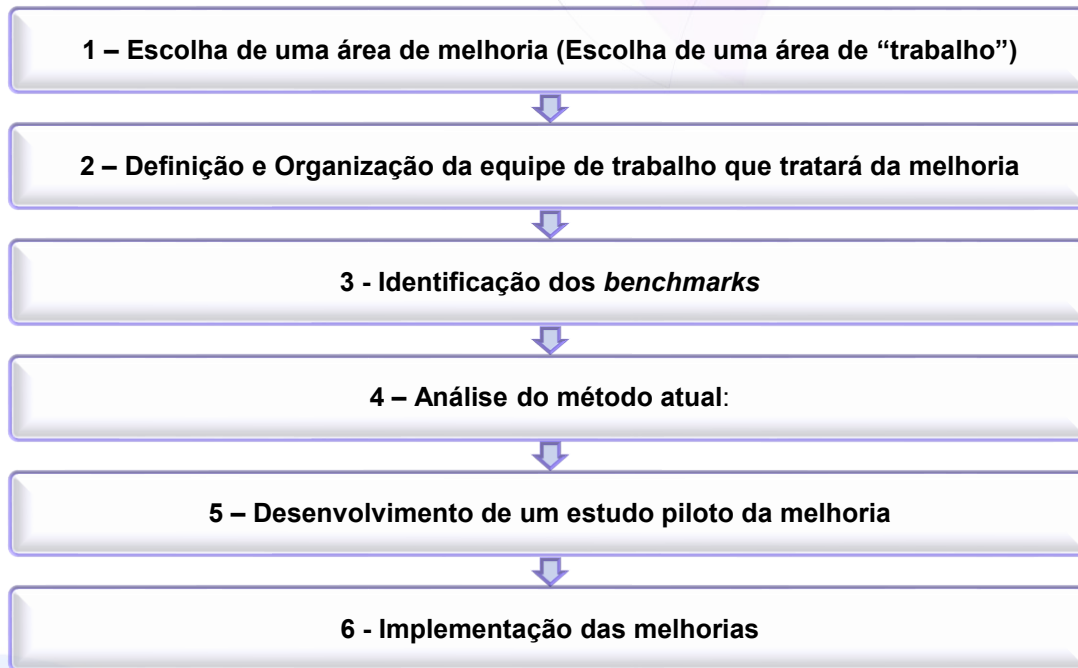 1 – Escolha de uma área de melhoria (Escolha de uma área de “trabalho”)
2 – Definição e Organização da equipe de trabalho que tratará da melhoria
3 - Identificação dos benchmarks
4 – Análise do método atual:
5 – Desenvolvimento de um estudo piloto da melhoria
6 - Implementação das melhorias